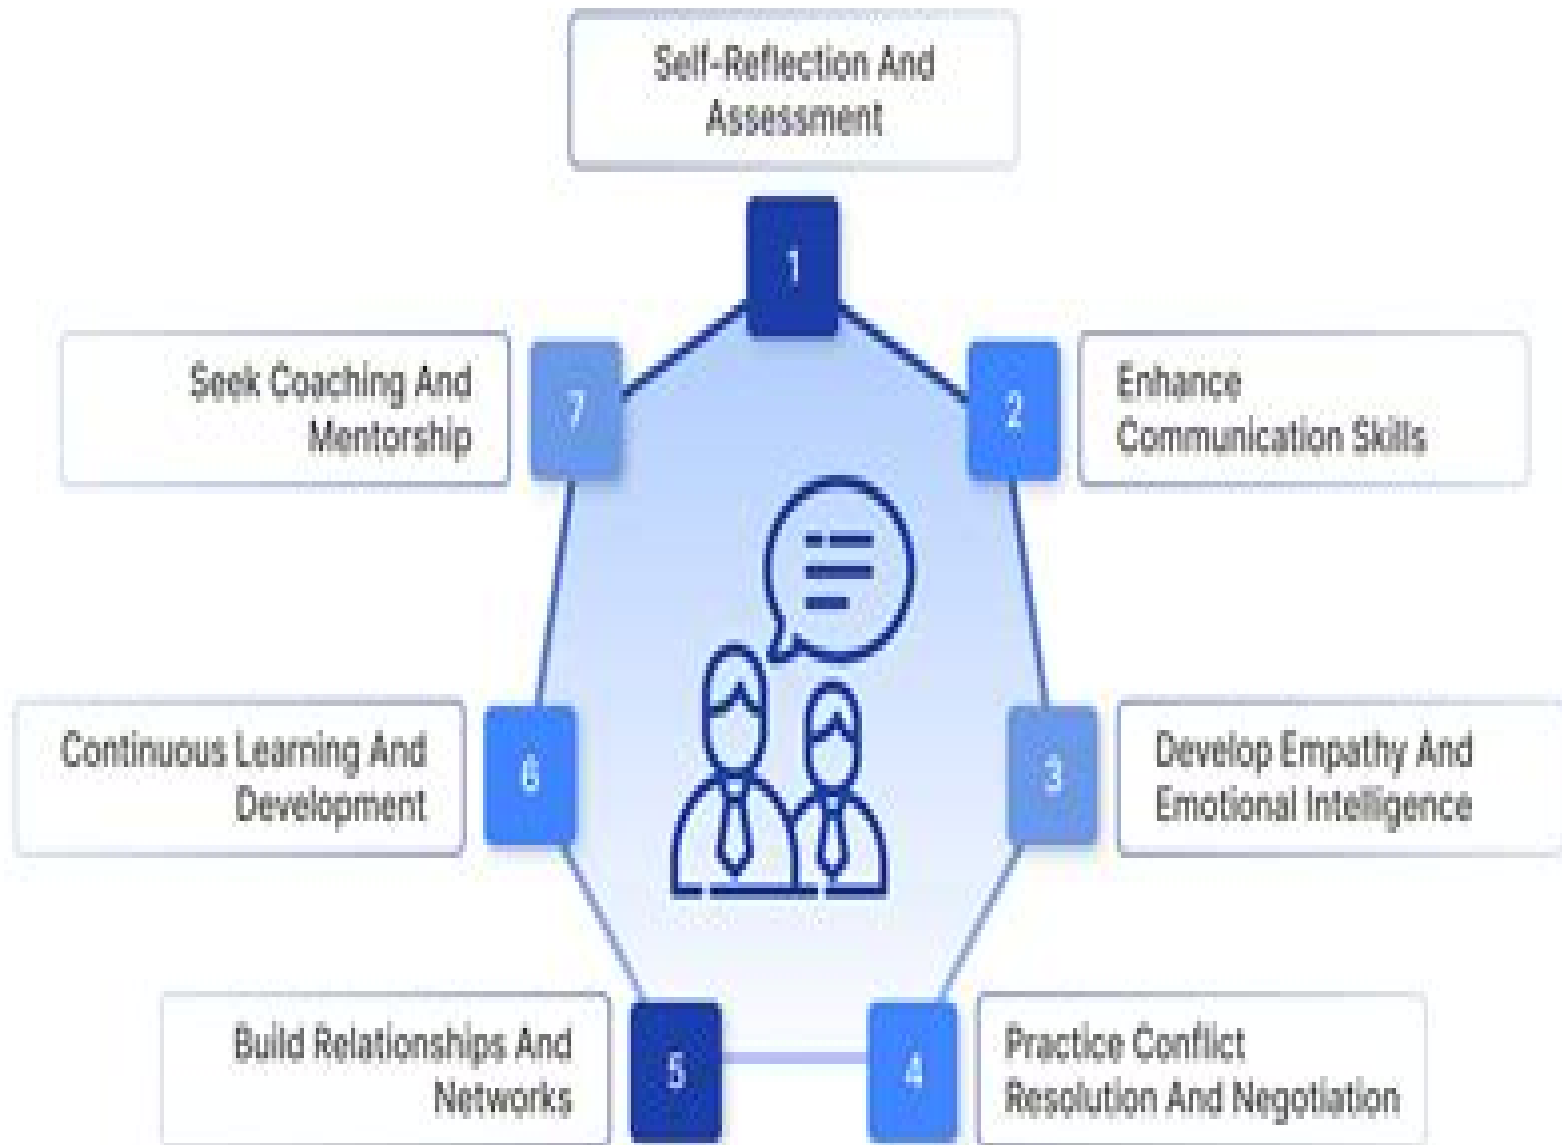 Self-Reflection And
Assessment
1
2
Enhance
Communication Skills
3
Develop Empathy And
Emotional Intelligence
4
Practice Conflict
Resolution And Negotiation
5
Build Relationships And
Networks
6
Continuous Learning And
Development
7
Seek Coaching And
Mentorship